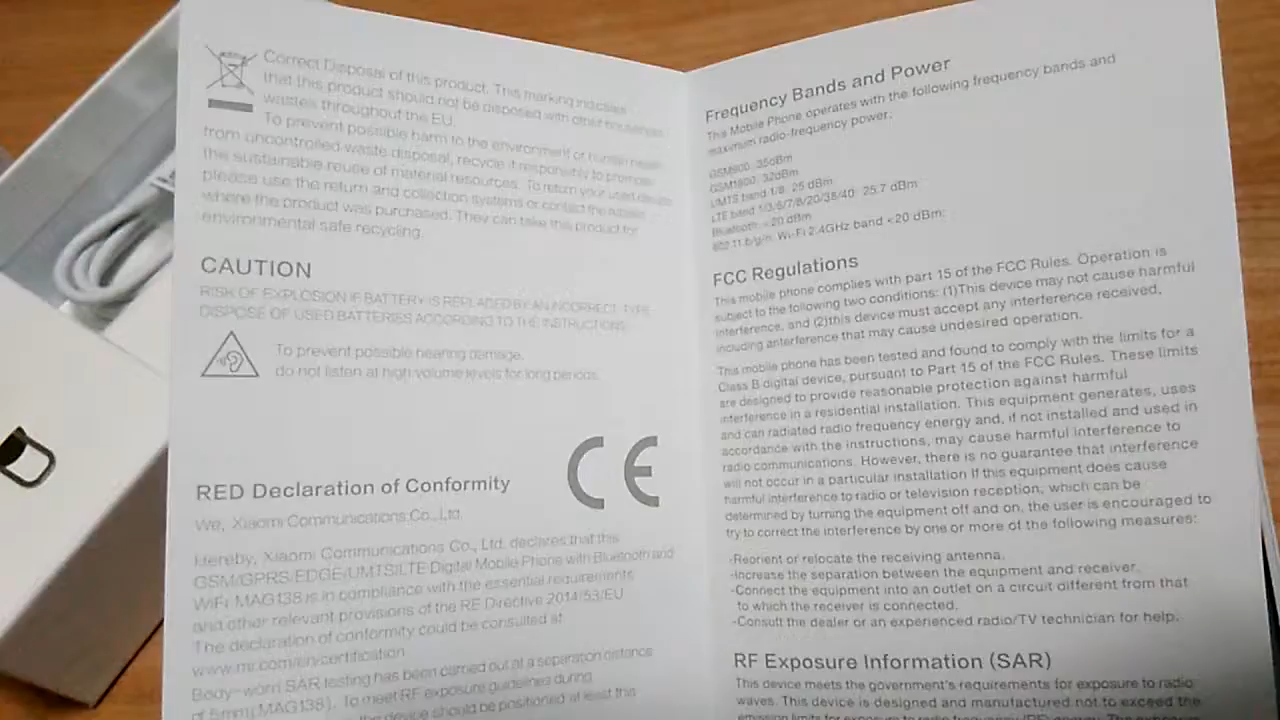 Correct Disposal of this product. This marking indicates
that this product should not be disposed with other household
wastes throughout the EU.
To prevent possible harm to the environment or human health
from uncontrolled waste disposal, recycle it responsibly to promote
the sustainable reuse of material resources. To return your used device,
please use the return and collection systems or contact the retailer
where the product was purchased. They can take this product for
environmental safe recycling.
CAUTION
RISK OF EXPLOSION IF BATTERY IS REPLACED BY AN INCORRECT TYPE.
DISPOSE OF USED BATTERIES ACCORDING TO THE INSTRUCTIONS.
To prevent possible hearing damage,
do not listen at high volume levels for long periods.
CE
RED Declaration of Conformity
We, Xiaomi Communications Co., Ltd.
Hereby, Xiaomi Communications Co., Ltd. declares that this
GSM/GPRS/EDGE/UMTS/LTE Digital Mobile Phone with Bluetooth and
WiFi MAG138 is in compliance with the essential requirements
and other relevant provisions of the RE Directive 2014/53/EU
The declaration of conformity could be consulted at
www.mi.com/en/certification
Body-worn SAR testing has been carried out at a separation distance
of 5mm( MAG138). To meet RF exposure guidelines during
the device should be positioned at least this
Frequency Bands and Power
This Mobile Phone operates with the following frequency bands and
maximum radio-frequency power:
GSM900: 35dBm
GSM1800: 32dBm
UMTS band 1/8: 25 dBm
LTE band 1/3/5/7/8/20/38/40: 25.7 dBm
Bluetooth: <20 dBm
802.11 b/g/n: Wi-Fi 2.4GHz band <20 dBm;
FCC Regulations
This mobile phone complies with part 15 of the FCC Rules. Operation is
subject to the following two conditions: (1)This device may not cause harmful
interference, and (2)this device must accept any interference received,
including anterference that may cause undesired operation.
This mobile phone has been tested and found to comply with the limits for a
Class B digital device, pursuant to Part 15 of the FCC Rules. These limits
are designed to provide reasonable protection against harmful
interference in a residential installation. This equipment generates, uses
and can radiated radio frequency energy and, if not installed and used in
accordance with the instructions, may cause harmful interference to
radio communications. However, there is no guarantee that interference
will not occur in a particular installation If this equipment does cause
harmful interference to radio or television reception, which can be
determined by turning the equipment off and on, the user is encouraged to
try to correct the interference by one or more of the following measures:
-Reorient or relocate the receiving antenna.
-Increase the separation between the equipment and receiver.
-Connect the equipment into an outlet on a circuit different from that
to which the receiver is connected.
-Consult the dealer or an experienced radio/TV technician for help.
RF Exposure Information (SAR)
This device meets the government's requirements for exposure to radio
waves. This device is designed and manufactured not to exceed the
emission limits for exposure to radio frequency